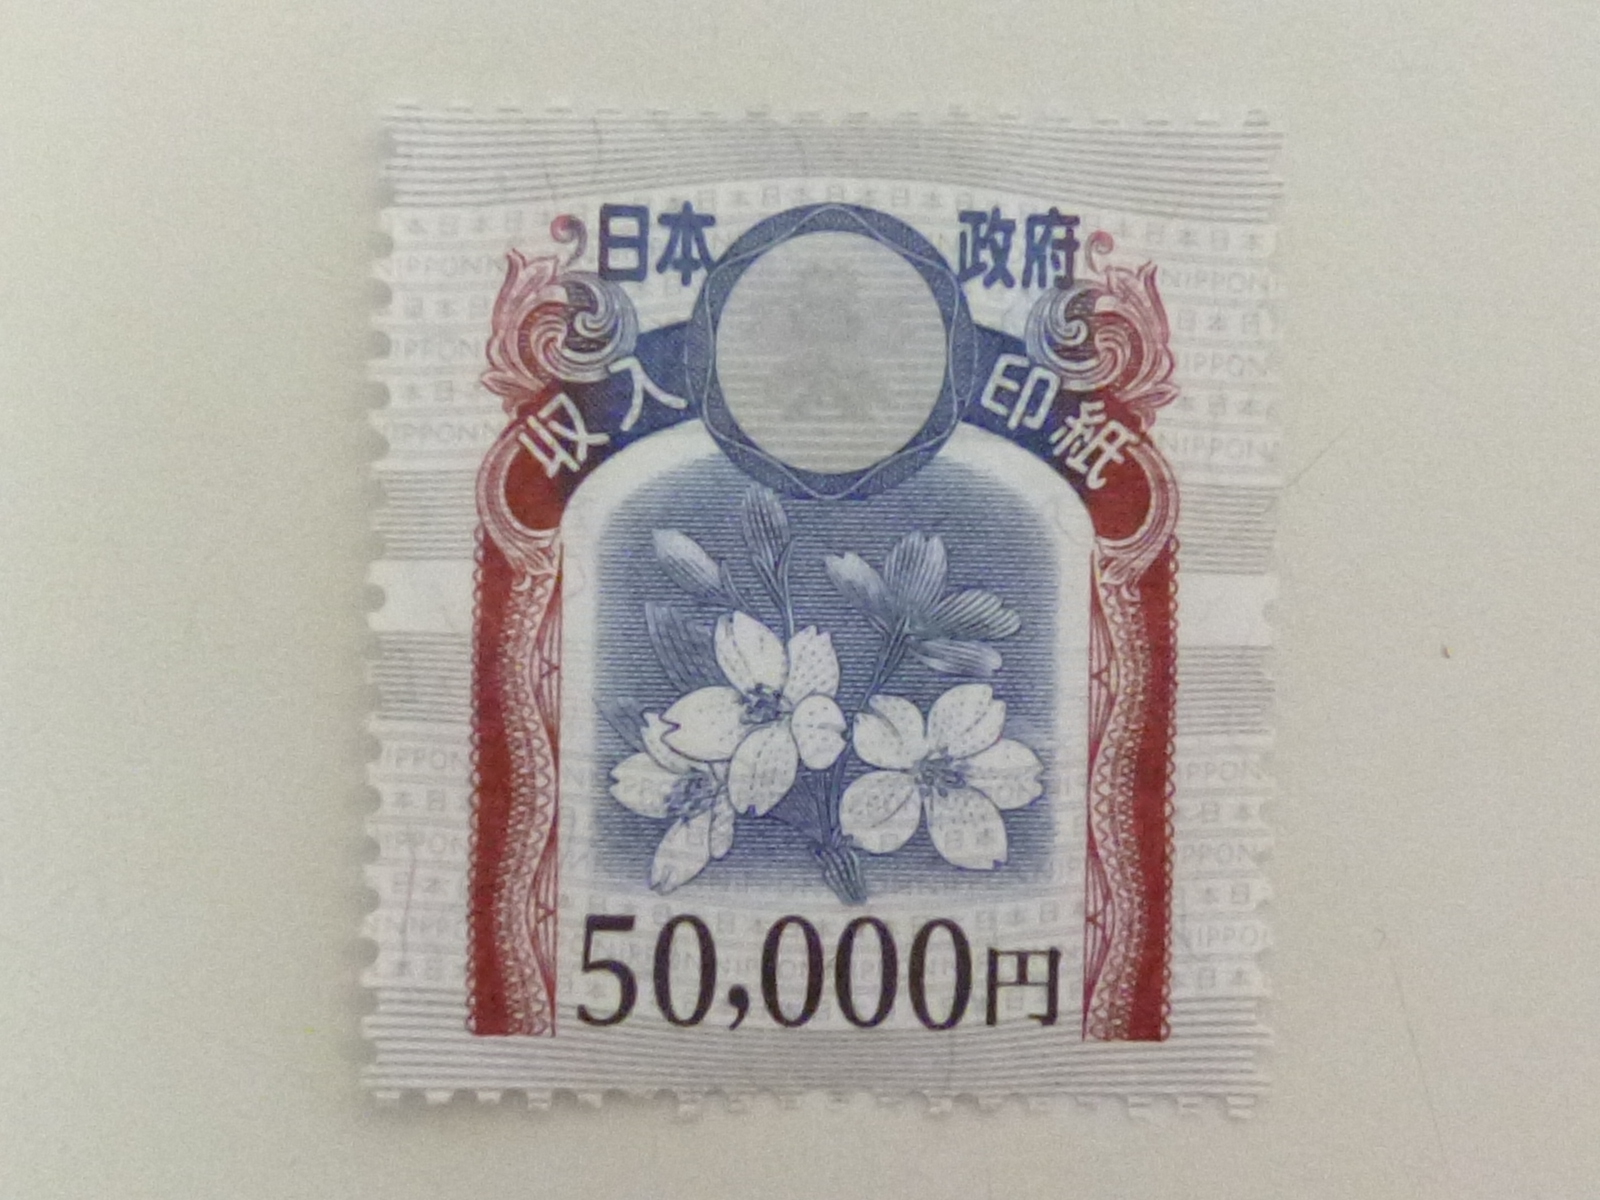 日本 政府
収入 印紙
50,000円